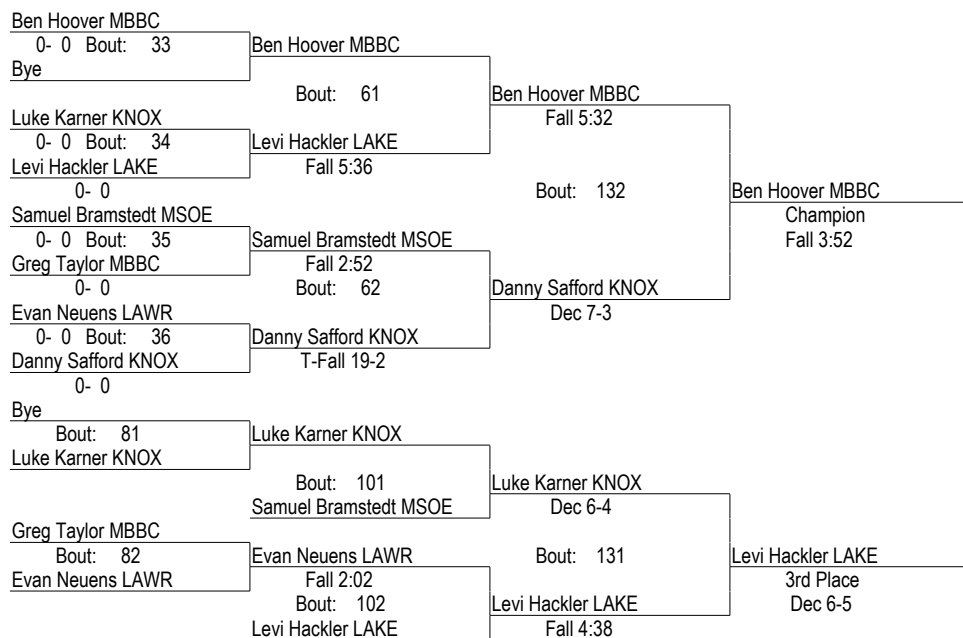 Ben Hoover MBBC
0- 0 Bout: 33 Ben Hoover MBBC
Bye
Bout: 61 Ben Hoover MBBC
Luke Karner KNOX Fall 5:32
0- 0 Bout: 34 Levi Hackler LAKE
Levi Hackler LAKE Fall 5:36
0- 0 Bout: 132 Ben Hoover MBBC
Samuel Bramstedt MSOE Champion
0- 0 Bout: 35 Samuel Bramstedt MSOE Fall 3:52
Greg Taylor MBBC Fall 2:52
0- 0 Bout: 62 Danny Safford KNOX
Evan Neuens LAWR Dec 7-3
0- 0 Bout: 36 Danny Safford KNOX
Danny Safford KNOX T-Fall 19-2
0- 0
Bye
Bout: 81 Luke Karner KNOX
Luke Karner KNOX
Bout: 101 Luke Karner KNOX
Samuel Bramstedt MSOE Dec 6-4
Greg Taylor MBBC
Bout: 82 Evan Neuens LAWR Bout: 131 Levi Hackler LAKE
Evan Neuens LAWR Fall 2:02 3rd Place
Bout: 102 Levi Hackler LAKE Dec 6-5
Levi Hackler LAKE Fall 4:38